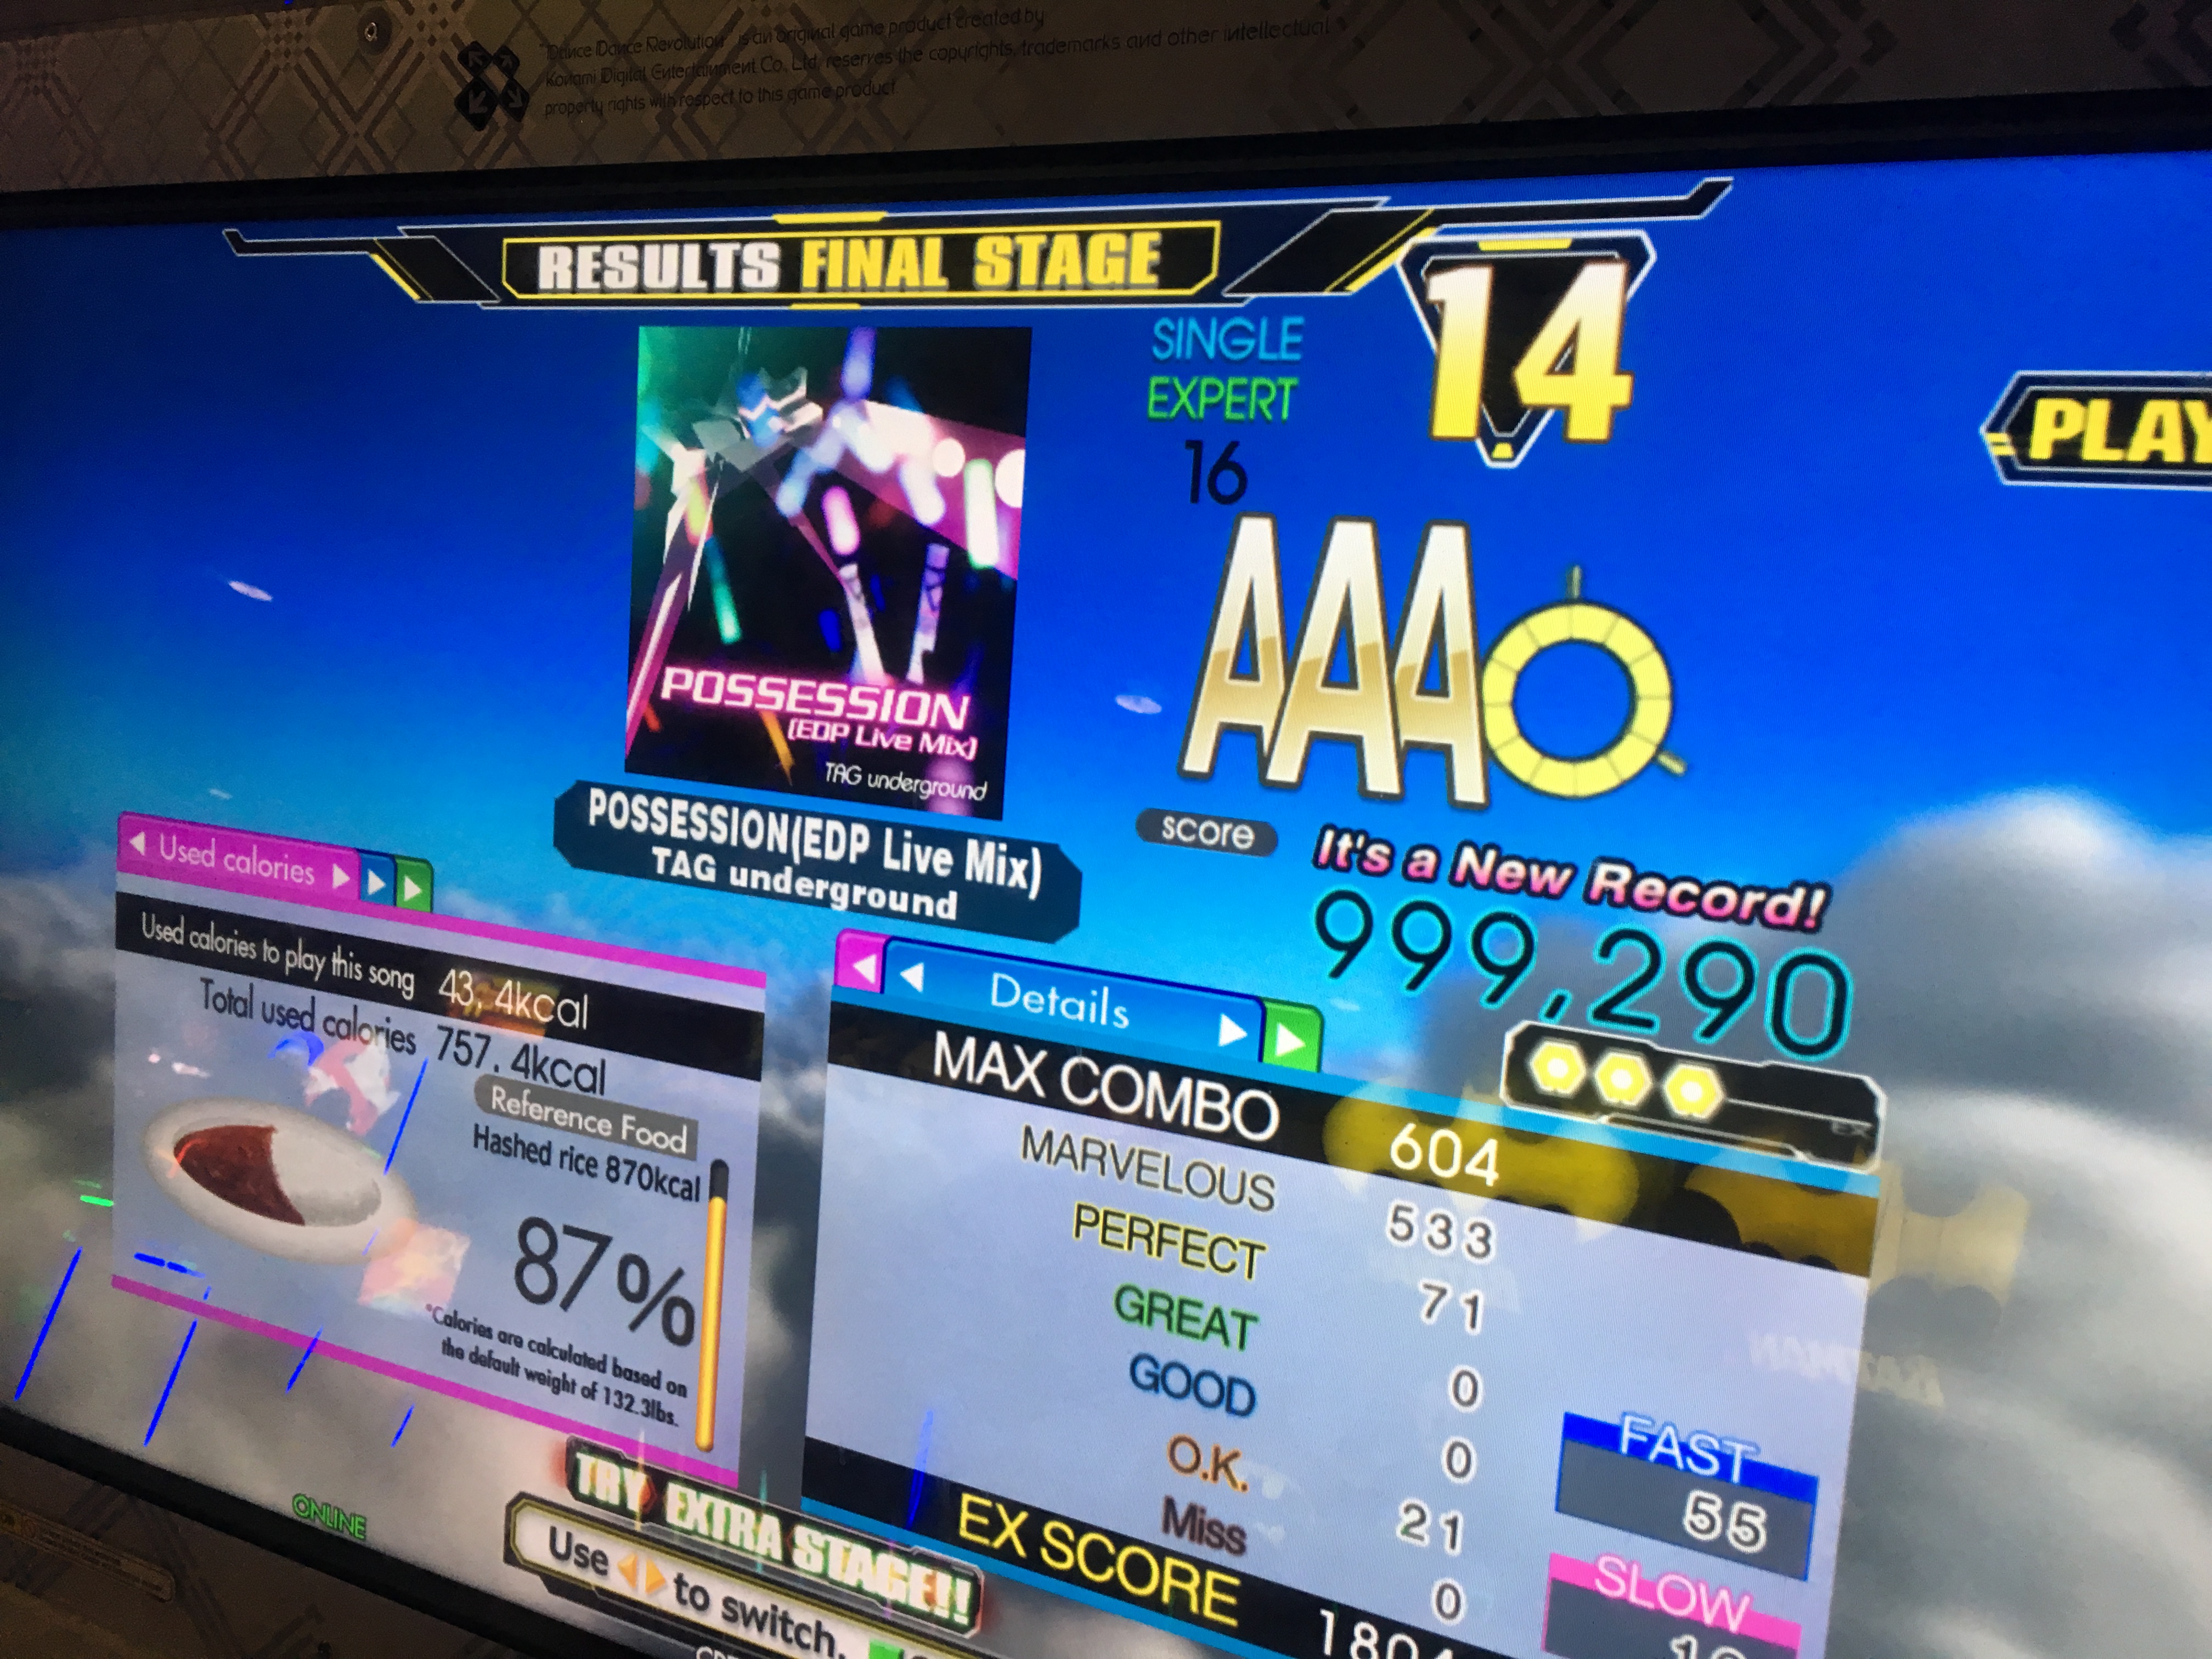 "Dance Dance Revolution" is an original game product created by
Konami Digital Entertainment Co., Ltd. reserves the copyrights, trademarks and other intellectual
property rights with respect to this game product.
RESULTS FINAL STAGE
14
SINGLE
EXPERT
16
PLAY
AAA
POSSESSION
(EDP Live Mix)
TAG underground
POSSESSION(EDP Live Mix)
TAG underground
score
It's a New Record!
999,290
EX
Used calories
Used calories to play this song 43, 4kcal
Total used calories 757. 4kcal
Reference Food
Hashed rice 870kcal
87%
*Calories are calculated based on
the default weight of 132.3lbs.
Details
MAX COMBO 604
MARVELOUS 533
PERFECT 71
GREAT 0
GOOD 0
O.K. 21
Miss 0
EX SCORE 180
FAST
55
SLOW
ONLINE
TRY EXTRA STAGE!!
Use to switch.